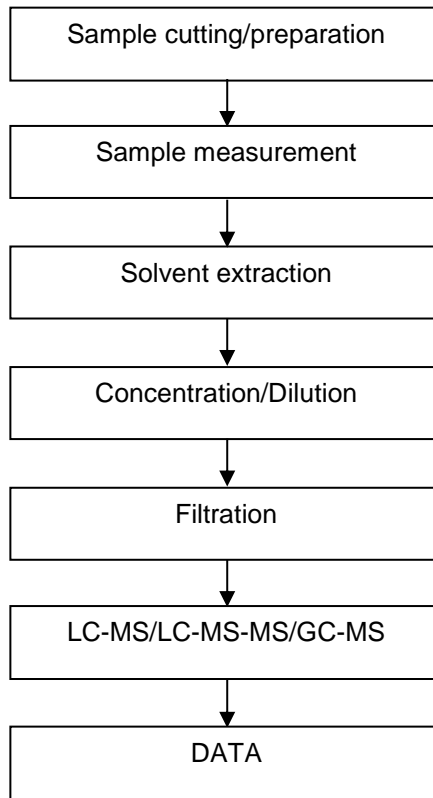 Sample cutting/preparation
Sample measurement
Solvent extraction
Concentration/Dilution
Filtration
LC-MS/LC-MS-MS/GC-MS
DATA